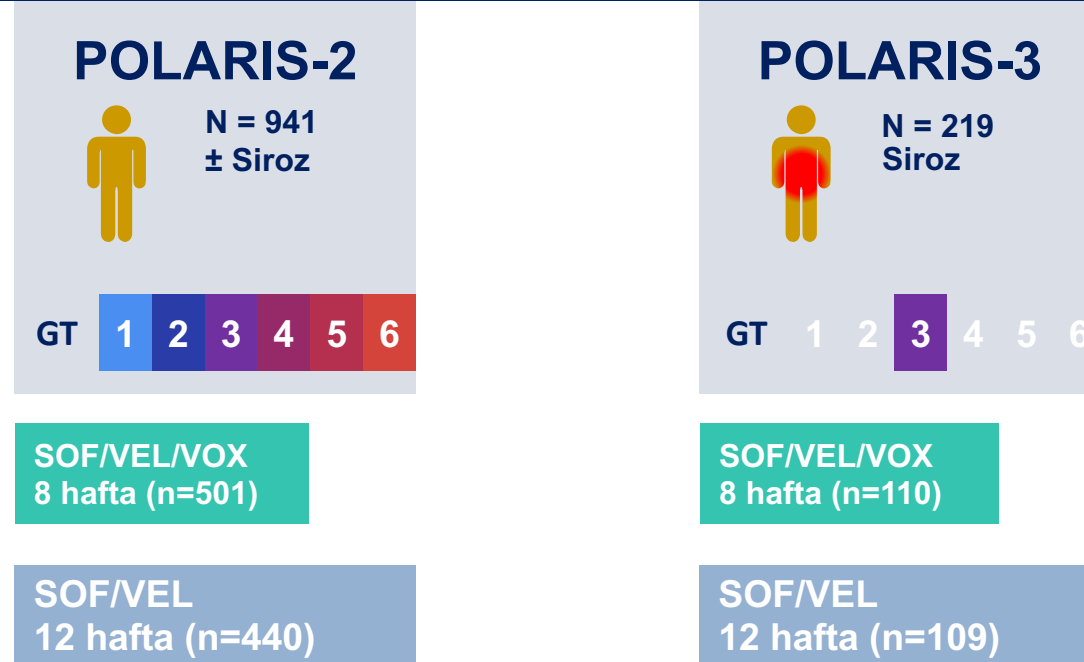 POLARIS-2
N = 941
± Siroz
GT 1 2 3 4 5 6
SOF/VEL/VOX
8 hafta (n=501)
SOF/VEL
12 hafta (n=440)
POLARIS-3
N = 219
Siroz
GT 1 2 3 4 5 6
SOF/VEL/VOX
8 hafta (n=110)
SOF/VEL
12 hafta (n=109)